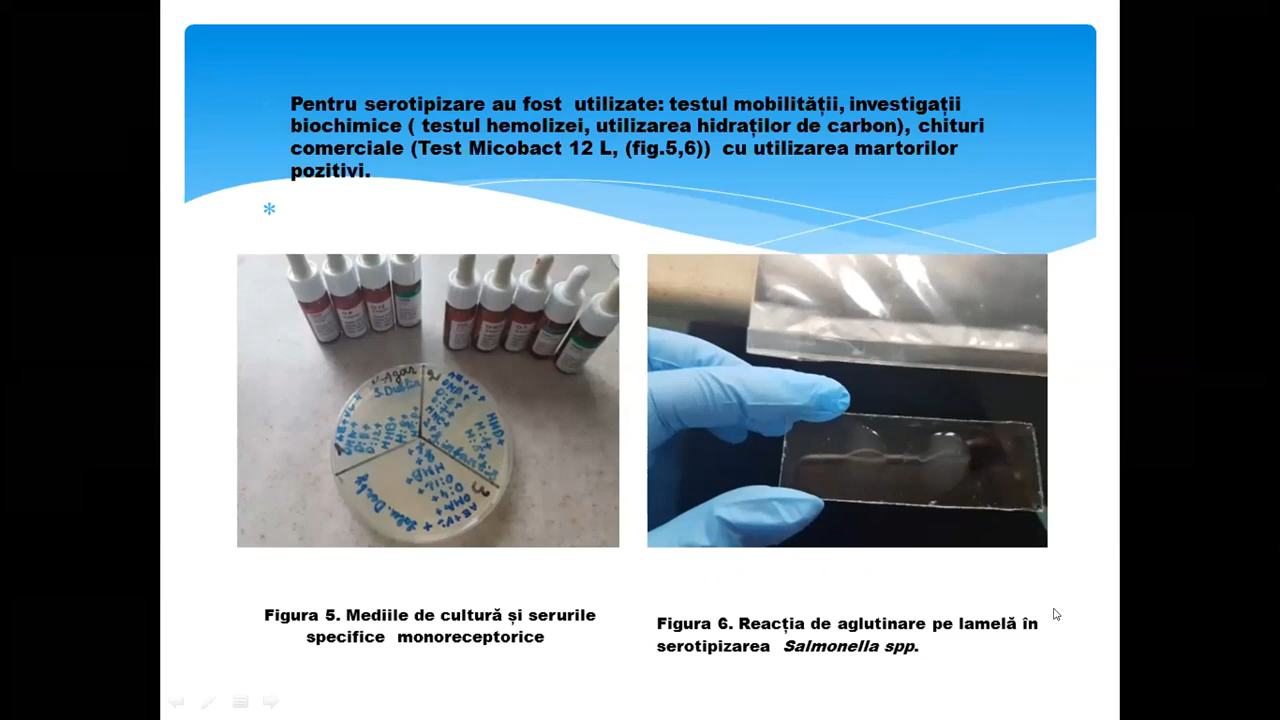 Pentru serotipizare au fost utilizate: testul mobilității, investigații
biochimice ( testul hemolizei, utilizarea hidraților de carbon), chituri
comerciale (Test Micobact 12 L, (fig.5,6)) cu utilizarea martorilor
pozitivi.
Agar
S. Dublin
Figura 5. Mediile de cultură și serurile
specifice monoreceptorice
Figura 6. Reacția de aglutinare pe lamelă în
serotipizarea Salmonella spp.